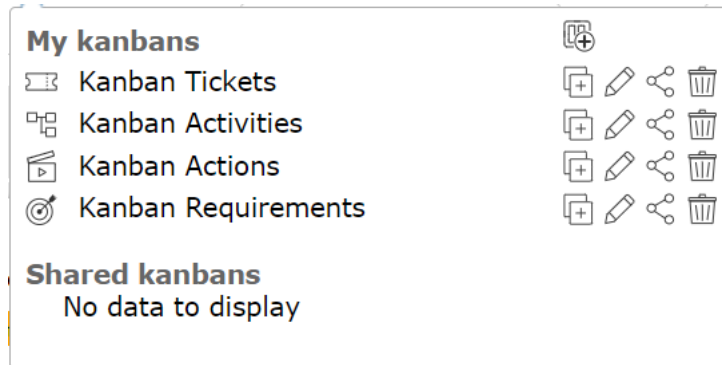 My kanbans
Kanban Tickets
Kanban Activities
Kanban Actions
Kanban Requirements
Shared kanbans
No data to display